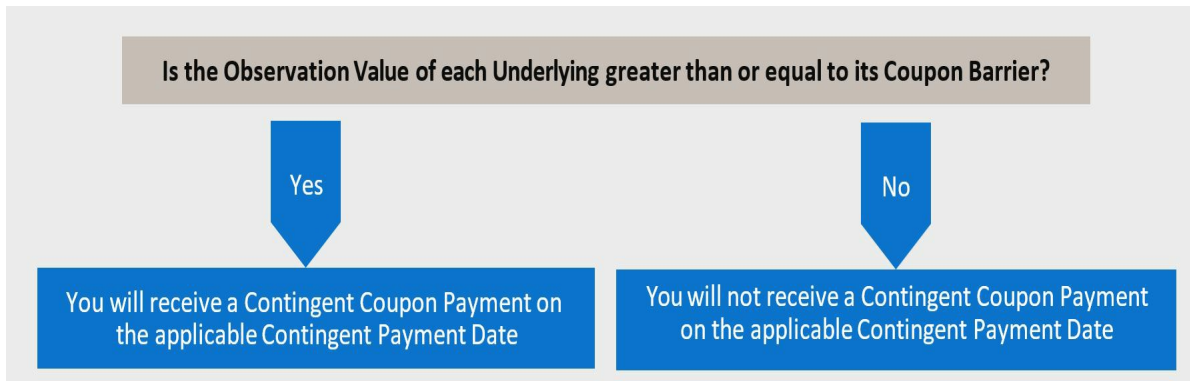 Is the Observation Value of each Underlying greater than or equal to its Coupon Barrier?
Yes
No
You will receive a Contingent Coupon Payment on
the applicable Contingent Payment Date
You will not receive a Contingent Coupon Payment
on the applicable Contingent Payment Date